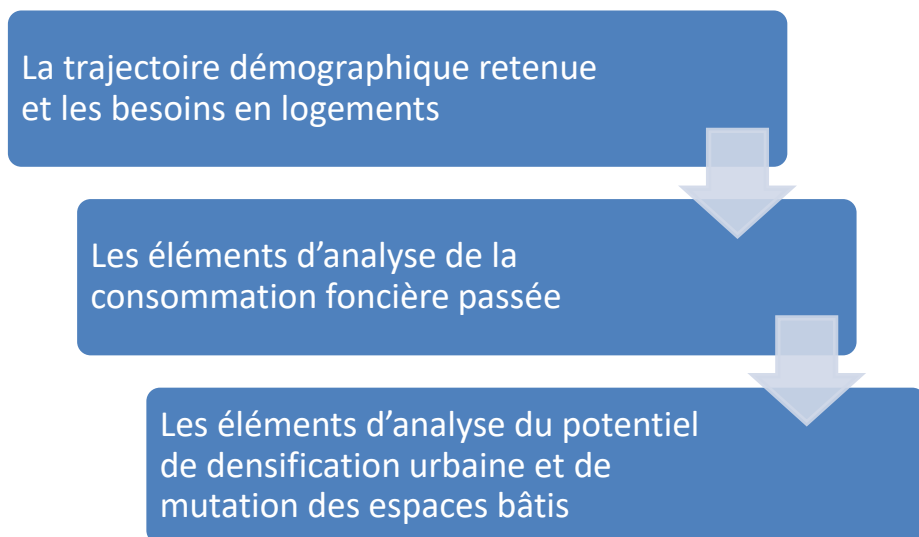 La trajectoire démographique retenue
et les besoins en logements
Les éléments d’analyse de la
consommation foncière passée
Les éléments d’analyse du potentiel
de densification urbaine et de
mutation des espaces bâtis